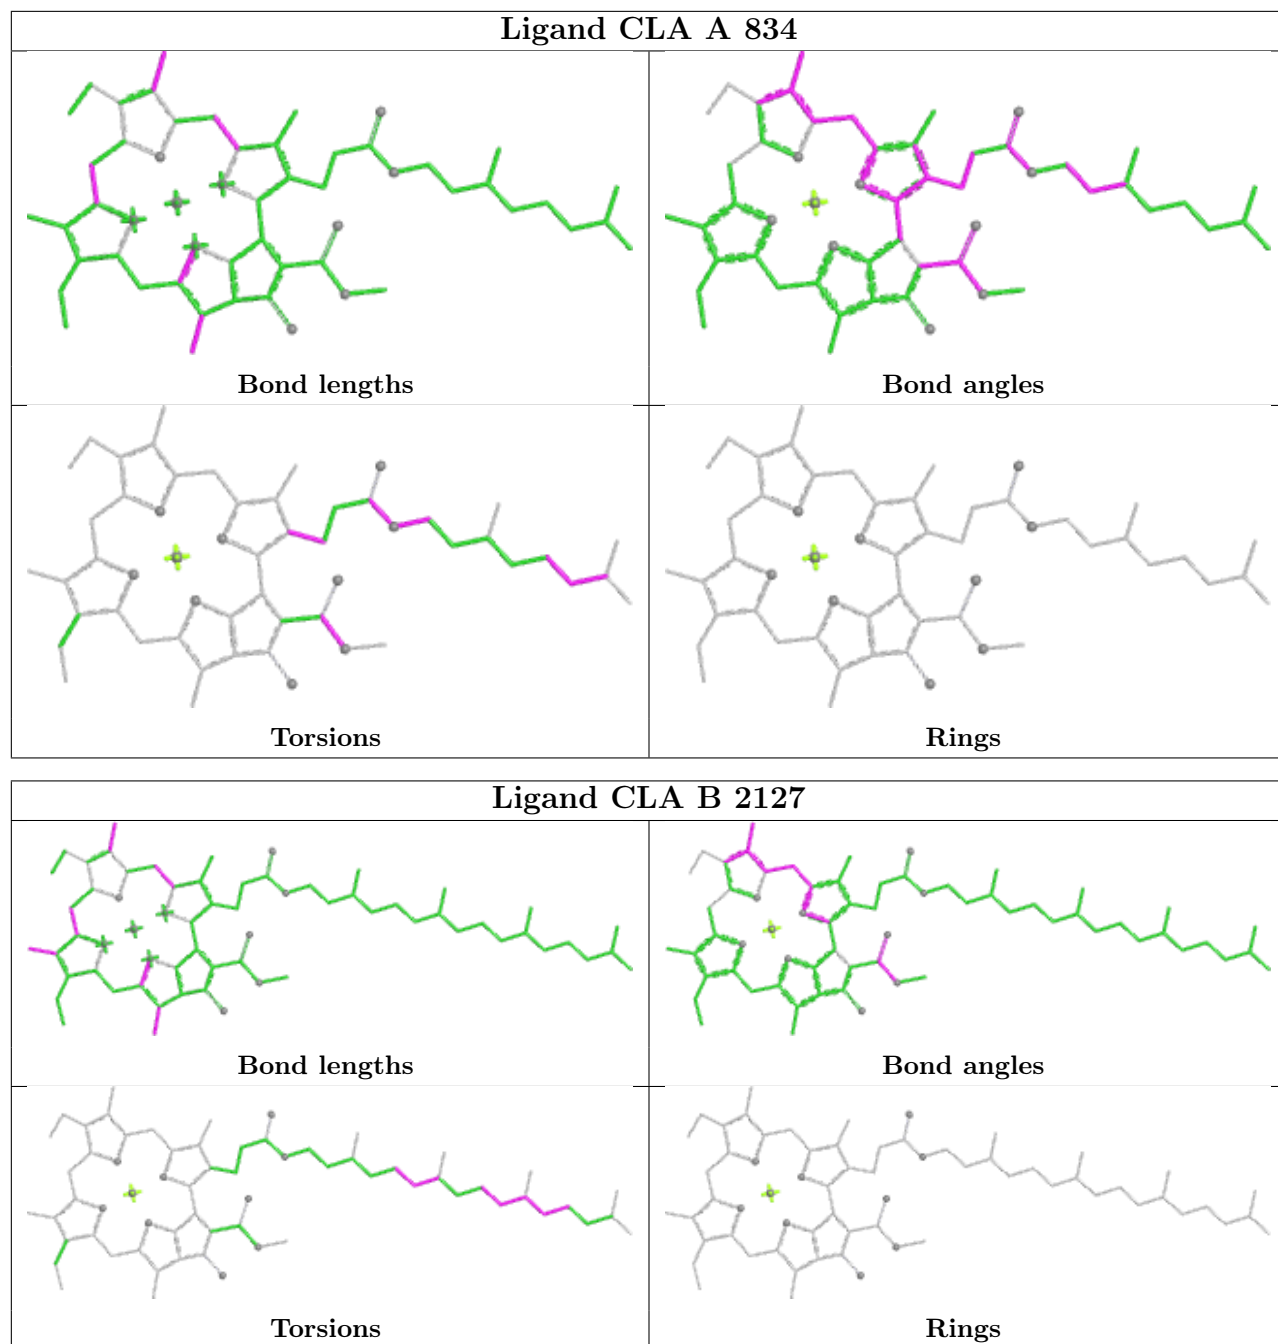 Ligand CLA A 834
Bond lengths
Bond angles
Torsions
Rings
Ligand CLA B 2127
Bond lengths
Bond angles
Torsions
Rings